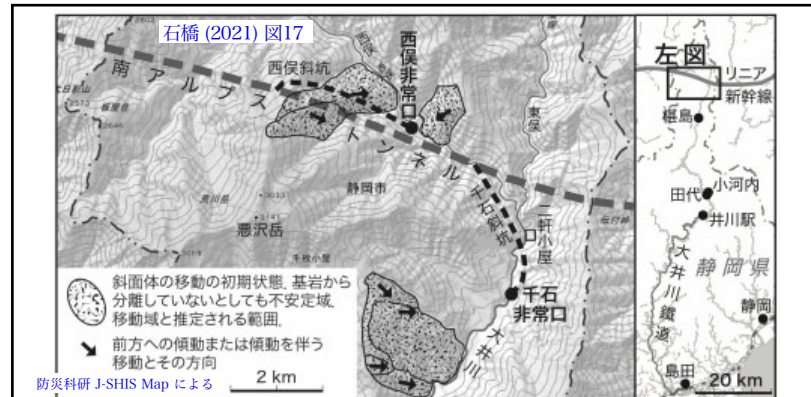 石橋 (2021) 図17
西俣非常口
西俣斜坑
南アルプストンネル
東俣
静岡市
千石斜坑
二軒小屋
悪沢岳
千枚小屋
千石
非常口
大井川
斜面体の移動の初期状態. 基岩から
分離していないとしても不安定域.
移動域と推定される範囲.
前方への傾動または傾動を伴う
移動とその方向
防災科研 J-SHIS Map による
2 km
左図
リニア
新幹線
椹島
小河内
田代
井川駅
大井川鐵道
静岡県
静岡
島田
20 km